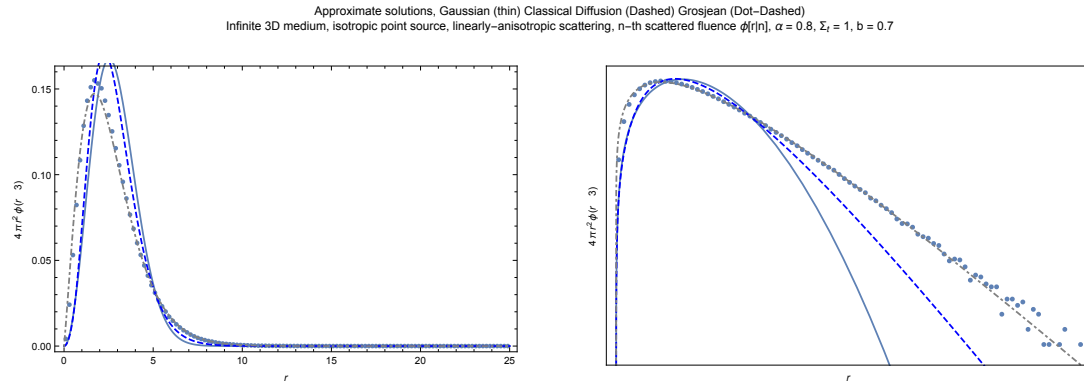 Approximate solutions, Gaussian (thin) Classical Diffusion (Dashed) Grosjean (Dot-Dashed)
Infinite 3D medium, isotropic point source, linearly-anisotropic scattering, n-th scattered fluence ϕ[r|n], α = 0.8, Σt = 1, b = 0.7
4 π r² ϕ(r 3)
0.15
0.10
0.05
0.00
0 5 10 15 20 25
r
4 π r² ϕ(r 3)
r